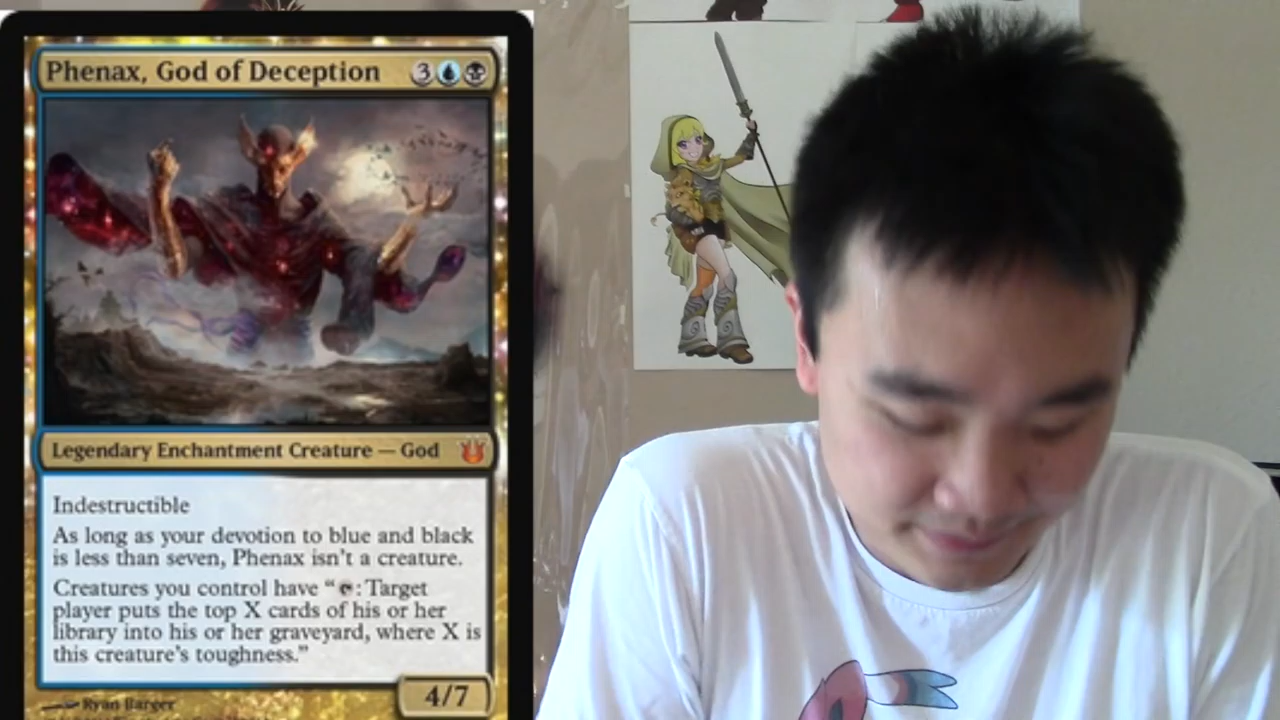 Phenax, God of Deception 3
Legendary Enchantment Creature — God
Indestructible
As long as your devotion to blue and black
is less than seven, Phenax isn't a creature.
Creatures you control have “ : Target
player puts the top X cards of his or her
library into his or her graveyard, where X is
this creature's toughness.”
4/7
Ryan Barger